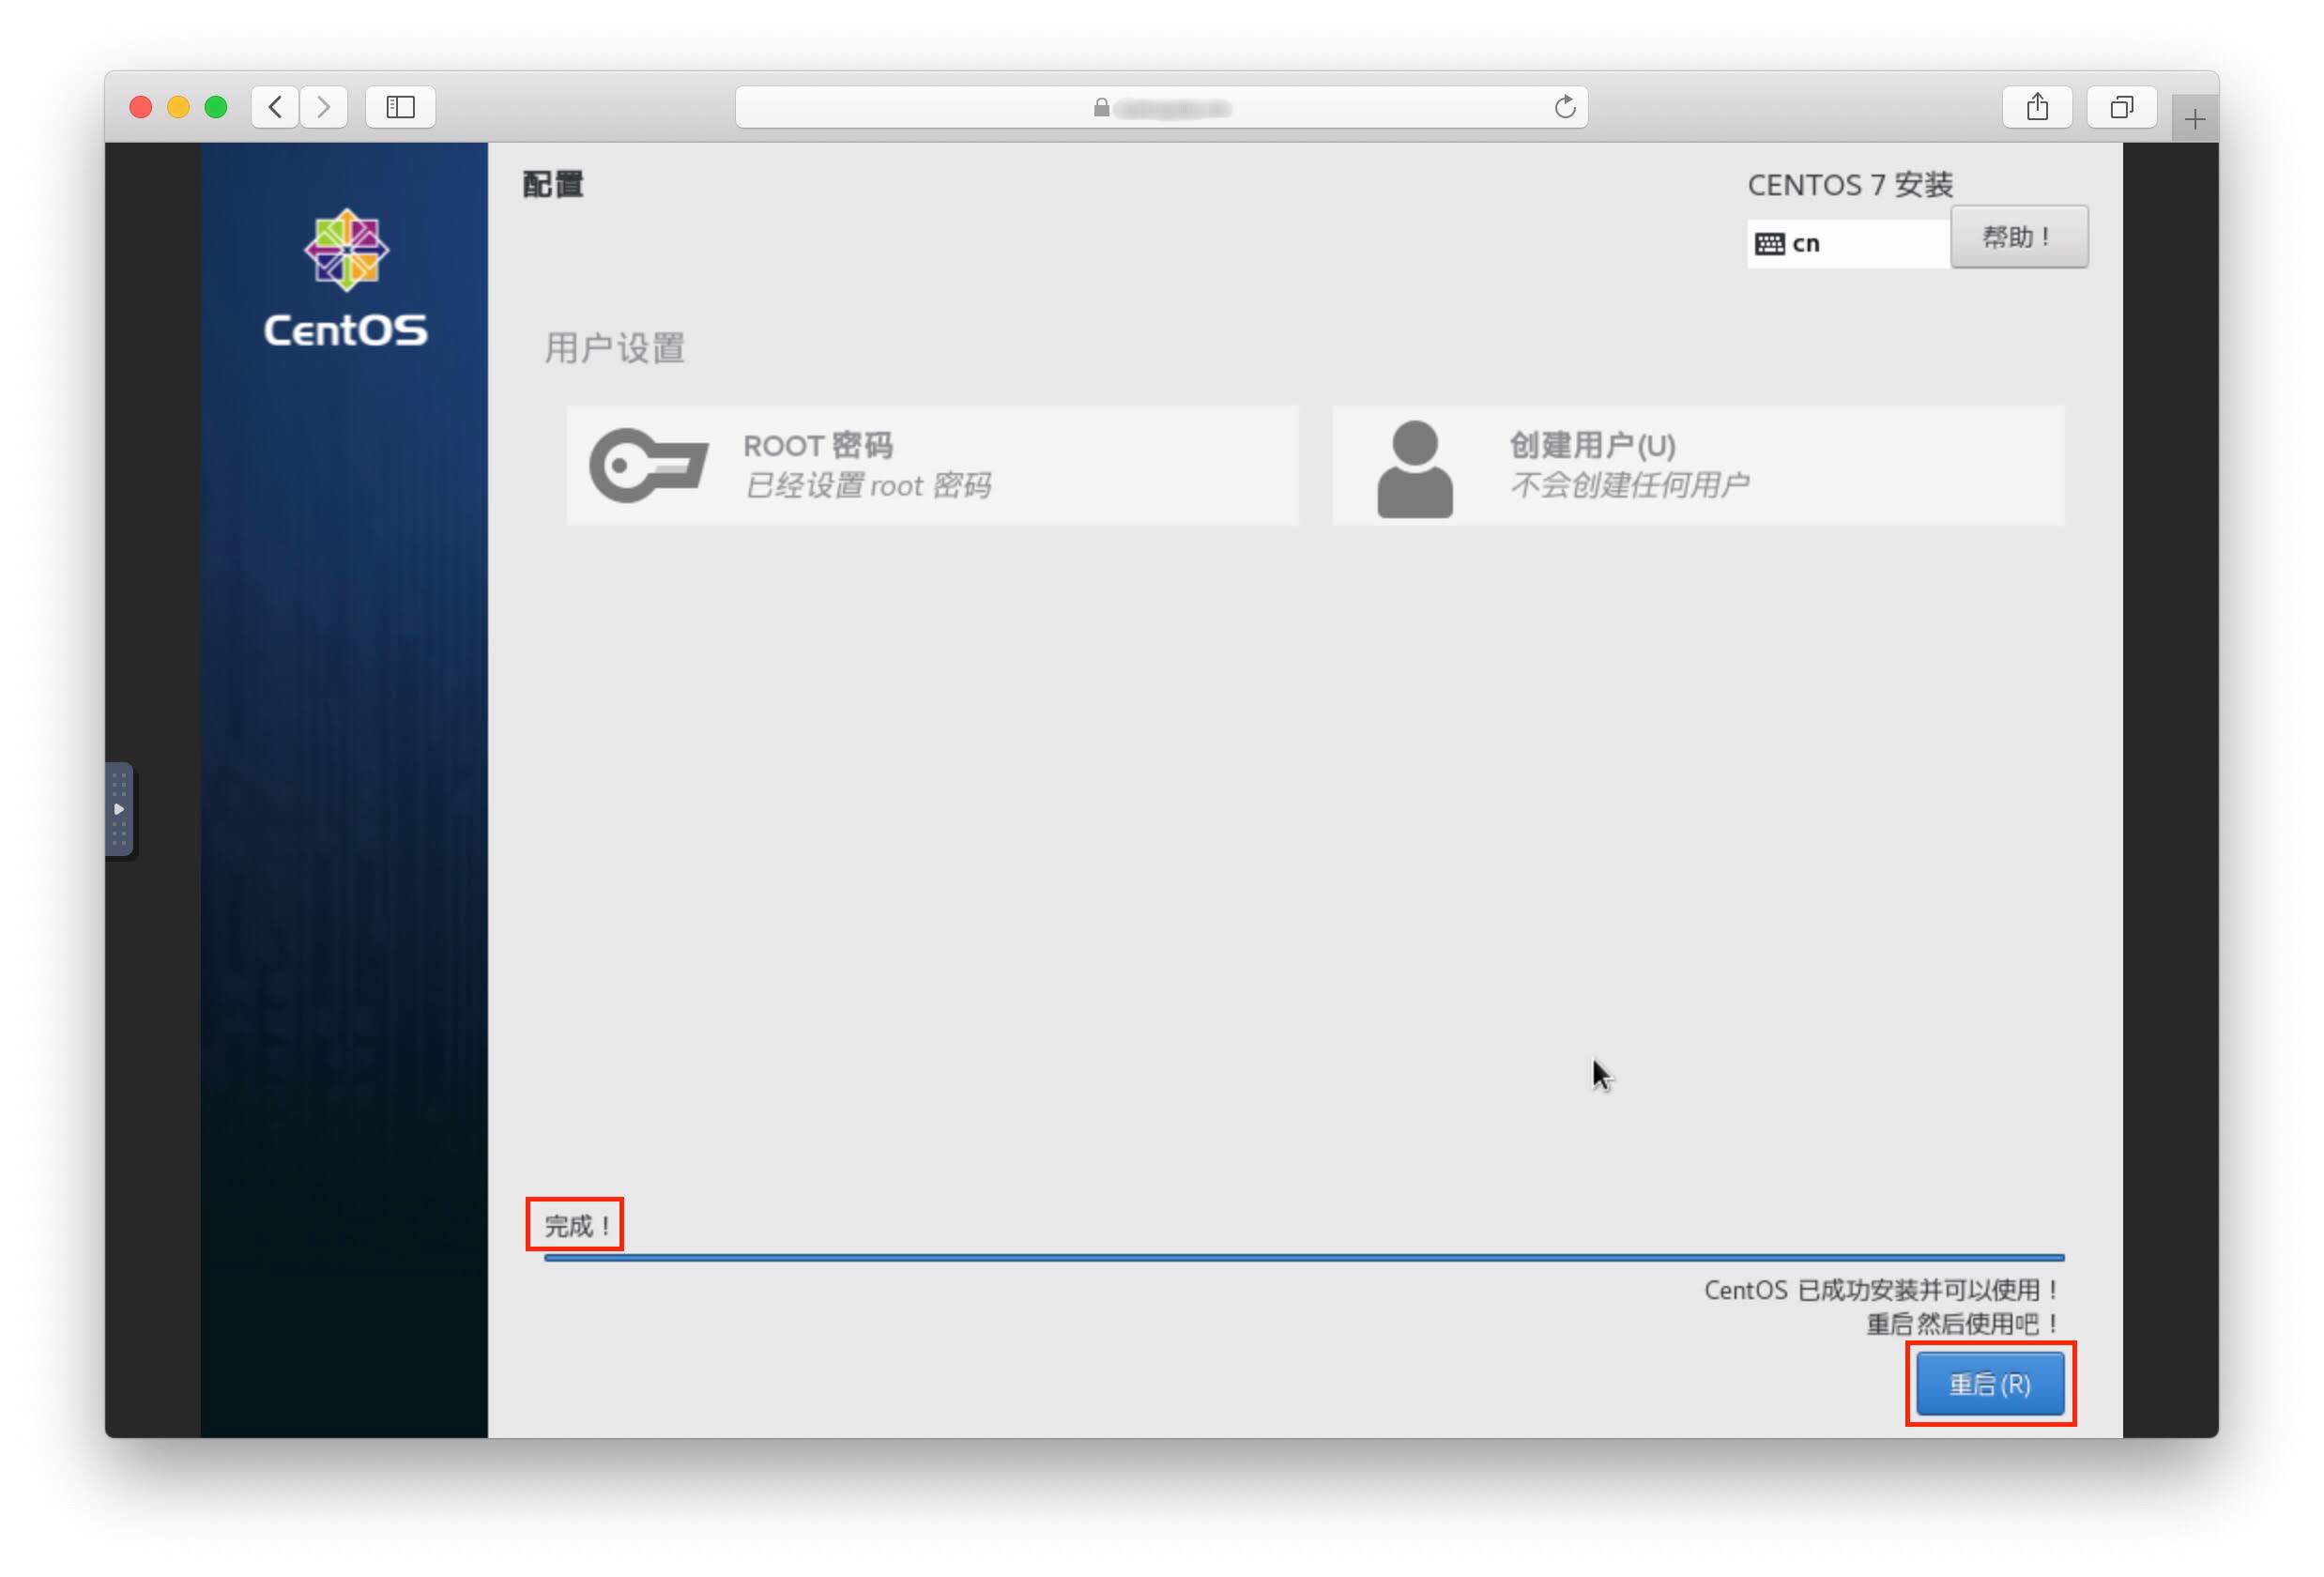 CentOS
配置
CENTOS 7 安装
cn
帮助！
用户设置
ROOT 密码
已经设置 root 密码
创建用户(U)
不会创建任何用户
完成！
CentOS 已成功安装并可以使用！
重启然后使用吧！
重启(R)